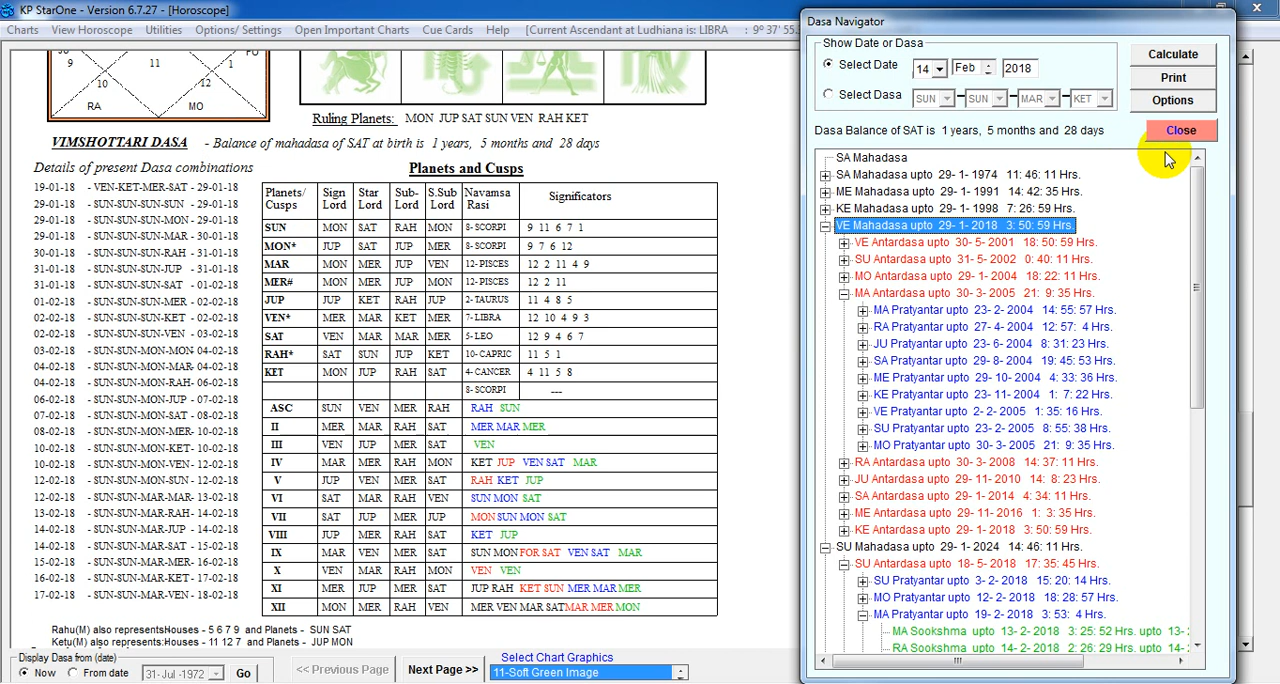 KP StarOne - Version 6.7.27 - [Horoscope]
Charts View Horoscope Utilities Options/ Settings Open Important Charts Cue Cards Help [Current Ascendant at Ludhiana is: LIBRA : 9° 37' 55.
9 11 1
10 12
RA MO
Ruling Planets: MON JUP SAT SUN VEN RAH KET
VIMSHOTTARI DASA - Balance of mahadasa of SAT at birth is 1 years, 5 months and 28 days
Details of present Dasa combinations
19-01-18 - VEN-KET-MER-SAT - 29-01-18
29-01-18 - SUN-SUN-SUN-SUN - 29-01-18
29-01-18 - SUN-SUN-SUN-MON - 29-01-18
29-01-18 - SUN-SUN-SUN-MAR - 30-01-18
30-01-18 - SUN-SUN-SUN-RAH - 31-01-18
31-01-18 - SUN-SUN-SUN-JUP - 31-01-18
31-01-18 - SUN-SUN-SUN-SAT - 01-02-18
01-02-18 - SUN-SUN-SUN-MER - 02-02-18
02-02-18 - SUN-SUN-SUN-KET - 02-02-18
02-02-18 - SUN-SUN-SUN-VEN - 03-02-18
03-02-18 - SUN-SUN-MON-MON- 04-02-18
04-02-18 - SUN-SUN-MON-MAR- 04-02-18
04-02-18 - SUN-SUN-MON-RAH- 06-02-18
06-02-18 - SUN-SUN-MON-JUP - 07-02-18
07-02-18 - SUN-SUN-MON-SAT - 08-02-18
08-02-18 - SUN-SUN-MON-MER- 10-02-18
10-02-18 - SUN-SUN-MON-KET- 10-02-18
10-02-18 - SUN-SUN-MON-VEN- 12-02-18
12-02-18 - SUN-SUN-MON-SUN - 12-02-18
12-02-18 - SUN-SUN-MAR-MAR- 13-02-18
13-02-18 - SUN-SUN-MAR-RAH - 14-02-18
14-02-18 - SUN-SUN-MAR-JUP - 14-02-18
14-02-18 - SUN-SUN-MAR-SAT - 15-02-18
15-02-18 - SUN-SUN-MAR-MER- 16-02-18
16-02-18 - SUN-SUN-MAR-KET - 17-02-18
17-02-18 - SUN-SUN-MAR-VEN - 18-02-18
Planets and Cusps
Planets/ Cusps Sign Lord Star Lord Sub- Lord S.Sub Lord Navamsa Rasi Significators
SUN MON SAT RAH MON 8- SCORPI 9 11 6 7 1
MON* JUP SAT JUP MER 8- SCORPI 9 7 6 12
MAR MON MER JUP VEN 12- PISCES 12 2 11 4 9
MER# MON MER JUP MON 12- PISCES 12 2 11
JUP JUP KET RAH JUP 2- TAURUS 11 4 8 5
VEN* MER MAR KET MER 7- LIBRA 12 10 4 9 3
SAT VEN MAR MAR MER 5- LEO 12 9 4 6 7
RAH* SAT SUN JUP KET 10- CAPRIC 11 5 1
KET MON JUP SAT RAH 4- CANCER 4 11 5 8
8- SCORPI ---
ASC SUN VEN MER RAH RAH SUN
II MER MAR RAH SAT MER MAR MER
III VEN JUP MER SAT VEN
IV MAR MER RAH MON KET JUP VEN SAT MAR
V JUP VEN MER SAT RAH KET JUP
VI SAT MAR RAH VEN SUN MON SAT
VII SAT JUP MER JUP MON SUN MON SAT
VIII JUP MER RAH SAT KET JUP
IX MAR VEN MER SAT SUN MON FOR SAT VEN SAT MAR
X VEN MAR RAH MON VEN VEN
XI MER JUP MER SAT JUP RAH KET SUN MER MAR MER
XII MON MER RAH VEN MER VEN MAR SAT MAR MER MON
Rahu(M) also representsHouses - 5 6 7 9 and Planets - SUN SAT
Ketu(M) also representsHouses - 11 12 7 and Planets - JUP MON
Display Dasa from (date)
Now From date 31- Jul -1972 Go
<< Previous Page Next Page >>
Select Chart Graphics
11-Soft Green Image
Dasa Navigator
Show Date or Dasa
Select Date 14 Feb 2018
Select Dasa SUN - SUN - MAR - KET
Calculate
Print
Options
Close
Dasa Balance of SAT is 1 years, 5 months and 28 days
SA Mahadasa
SA Mahadasa upto 29- 1- 1974 11: 46: 11 Hrs.
ME Mahadasa upto 29- 1- 1991 14: 42: 35 Hrs.
KE Mahadasa upto 29- 1- 1998 7: 26: 59 Hrs.
VE Mahadasa upto 29- 1- 2018 3: 50: 59 Hrs.
VE Antardasa upto 30- 5- 2001 18: 50: 59 Hrs.
SU Antardasa upto 31- 5- 2002 0: 40: 11 Hrs.
MO Antardasa upto 29- 1- 2004 18: 22: 11 Hrs.
MA Antardasa upto 30- 3- 2005 21: 9: 35 Hrs.
MA Pratyantar upto 23- 2- 2004 14: 55: 57 Hrs.
RA Pratyantar upto 27- 4- 2004 12: 57: 4 Hrs.
JU Pratyantar upto 23- 6- 2004 8: 31: 23 Hrs.
SA Pratyantar upto 29- 8- 2004 19: 45: 53 Hrs.
ME Pratyantar upto 29- 10- 2004 4: 33: 36 Hrs.
KE Pratyantar upto 23- 11- 2004 1: 7: 22 Hrs.
VE Pratyantar upto 2- 2- 2005 1: 35: 16 Hrs.
SU Pratyantar upto 23- 2- 2005 8: 55: 38 Hrs.
MO Pratyantar upto 30- 3- 2005 21: 9: 35 Hrs.
RA Antardasa upto 30- 3- 2008 14: 37: 11 Hrs.
JU Antardasa upto 29- 11- 2010 14: 8: 23 Hrs.
SA Antardasa upto 29- 1- 2014 4: 34: 11 Hrs.
ME Antardasa upto 29- 11- 2016 1: 3: 35 Hrs.
KE Antardasa upto 29- 1- 2018 3: 50: 59 Hrs.
SU Mahadasa upto 29- 1- 2024 14: 46: 11 Hrs.
SU Antardasa upto 18- 5- 2018 17: 35: 45 Hrs.
SU Pratyantar upto 3- 2- 2018 15: 20: 14 Hrs.
MO Pratyantar upto 12- 2- 2018 18: 28: 57 Hrs.
MA Pratyantar upto 19- 2- 2018 3: 53: 4 Hrs.
MA Sookshma upto 13- 2- 2018 3: 25: 52 Hrs. upto 13-
RA Sookshma upto 14- 2- 2018 2: 26: 29 Hrs. upto 14-